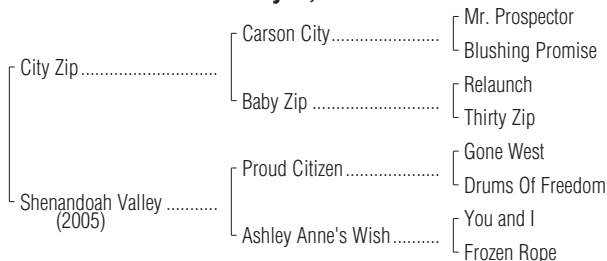 Mr. Prospector
Carson City
Blushing Promise
City Zip
Relaunch
Baby Zip
Thirty Zip
Gone West
Proud Citizen
Drums Of Freedom
Shenandoah Valley
(2005)
You and I
Ashley Anne's Wish
Frozen Rope